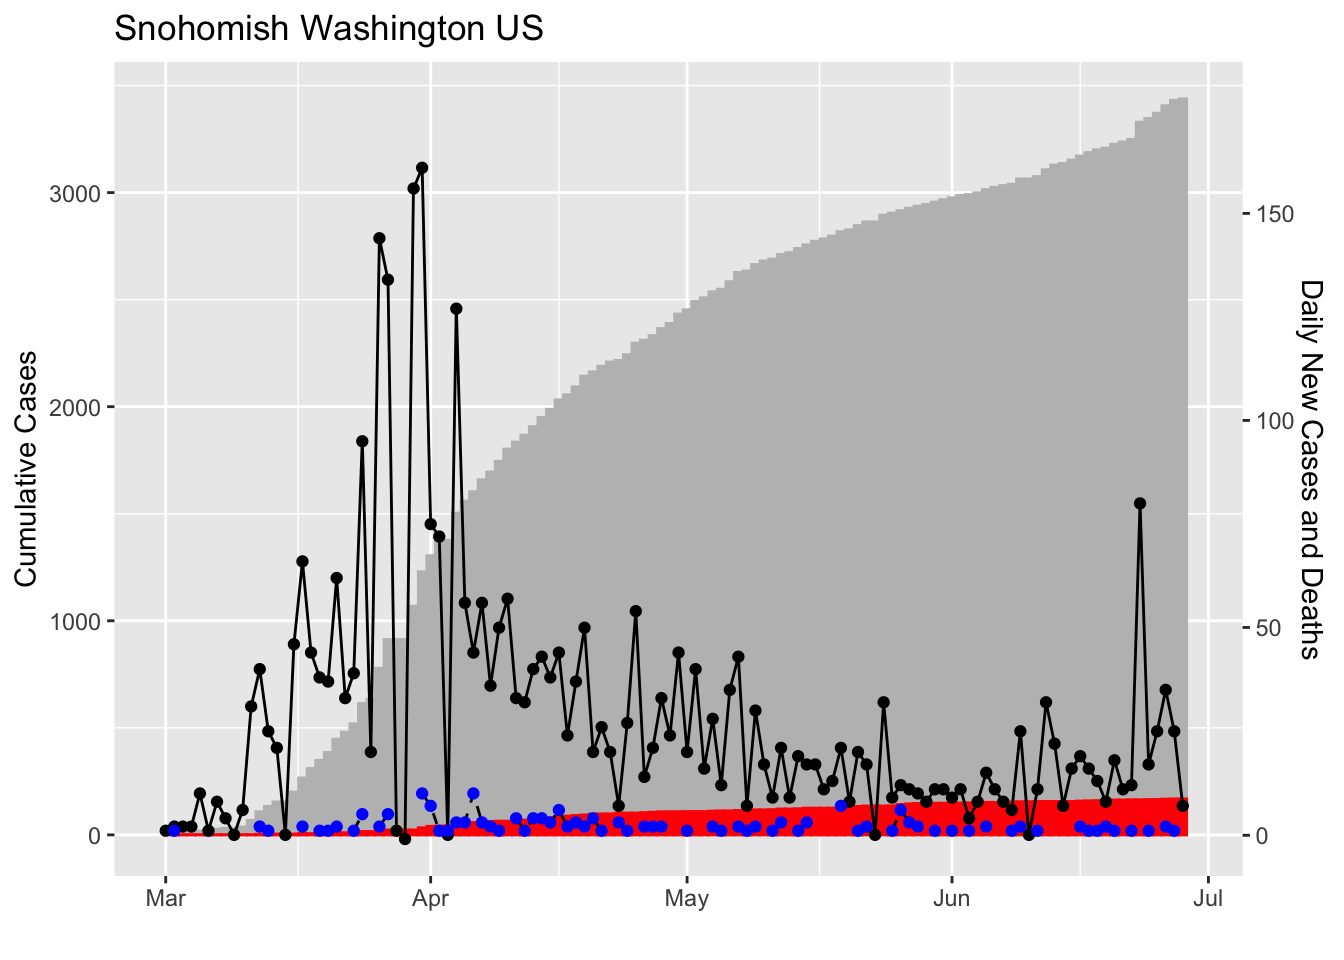 Snohomish Washington US
Cumulative Cases
3000
2000
1000
0
150
100
50
0
Daily New Cases and Deaths
Mar
Apr
May
Jun
Jul